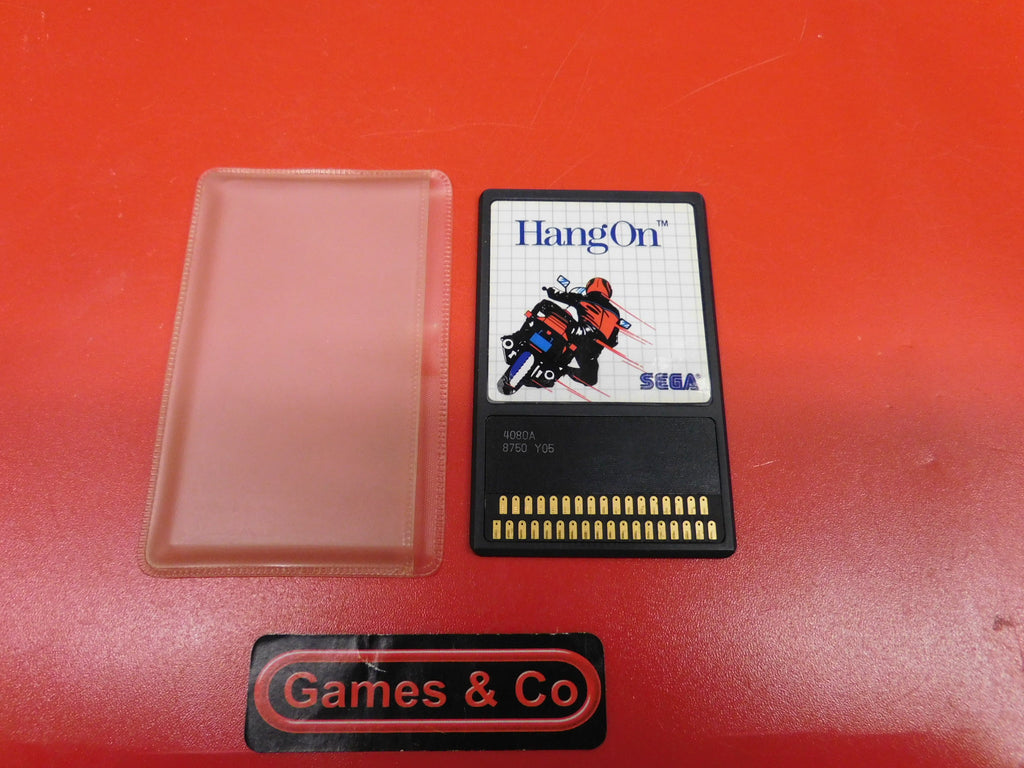 HangOn™
SEGA®
4080A
8750 Y05
Games & Co